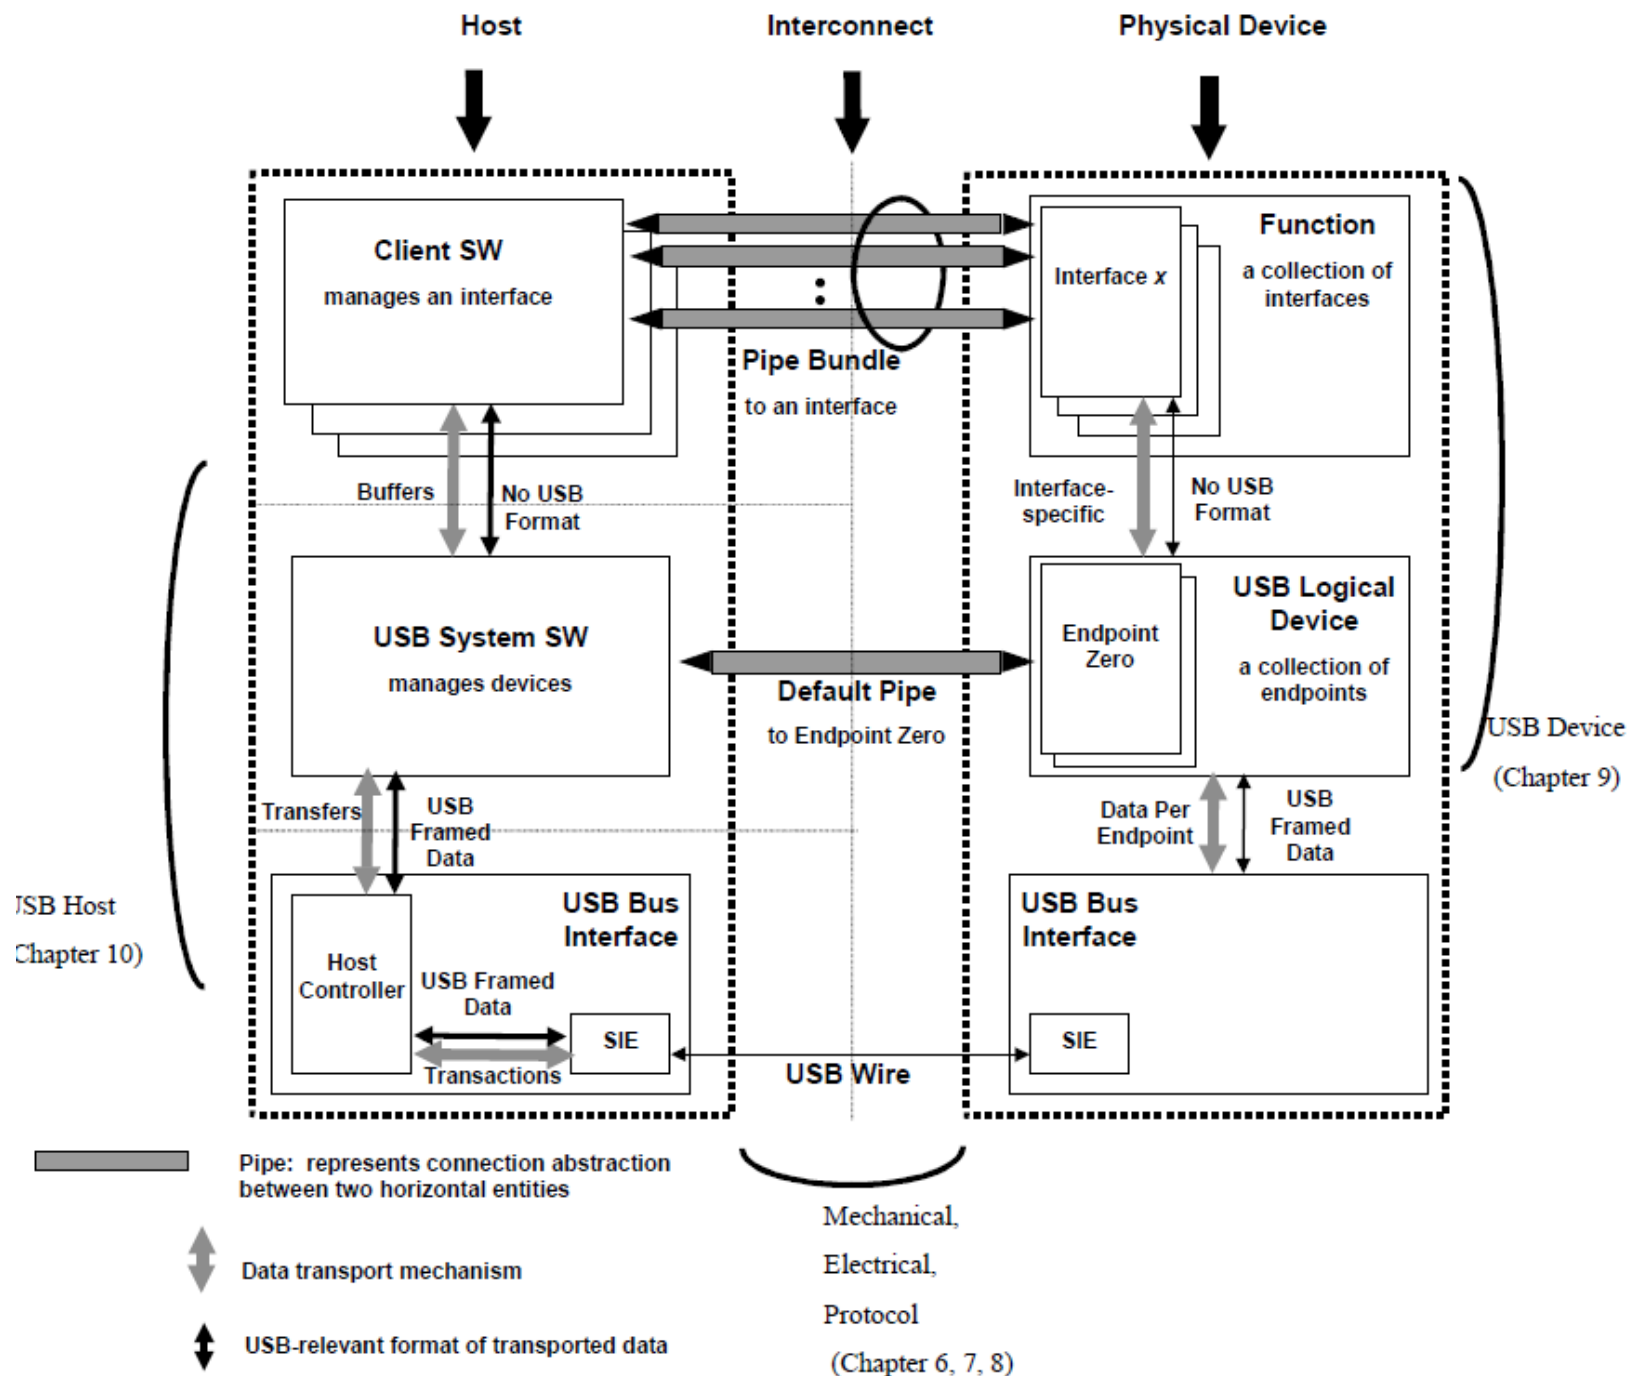 Host
Interconnect
Physical Device
Client SW
manages an interface
Pipe Bundle
to an interface
Interface x
Function
a collection of
interfaces
Buffers
No USB
Format
Interface-
specific
No USB
Format
USB System SW
manages devices
Default Pipe
to Endpoint Zero
Endpoint
Zero
USB Logical
Device
a collection of
endpoints
USB Device
(Chapter 9)
Transfers
USB
Framed
Data
Data Per
Endpoint
USB
Framed
Data
USB Host
Chapter 10)
Host
Controller
USB Bus
Interface
USB Framed
Data
Transactions
SIE
USB Wire
USB Bus
Interface
SIE
Pipe: represents connection abstraction
between two horizontal entities
Data transport mechanism
USB-relevant format of transported data
Mechanical,
Electrical,
Protocol
(Chapter 6, 7, 8)